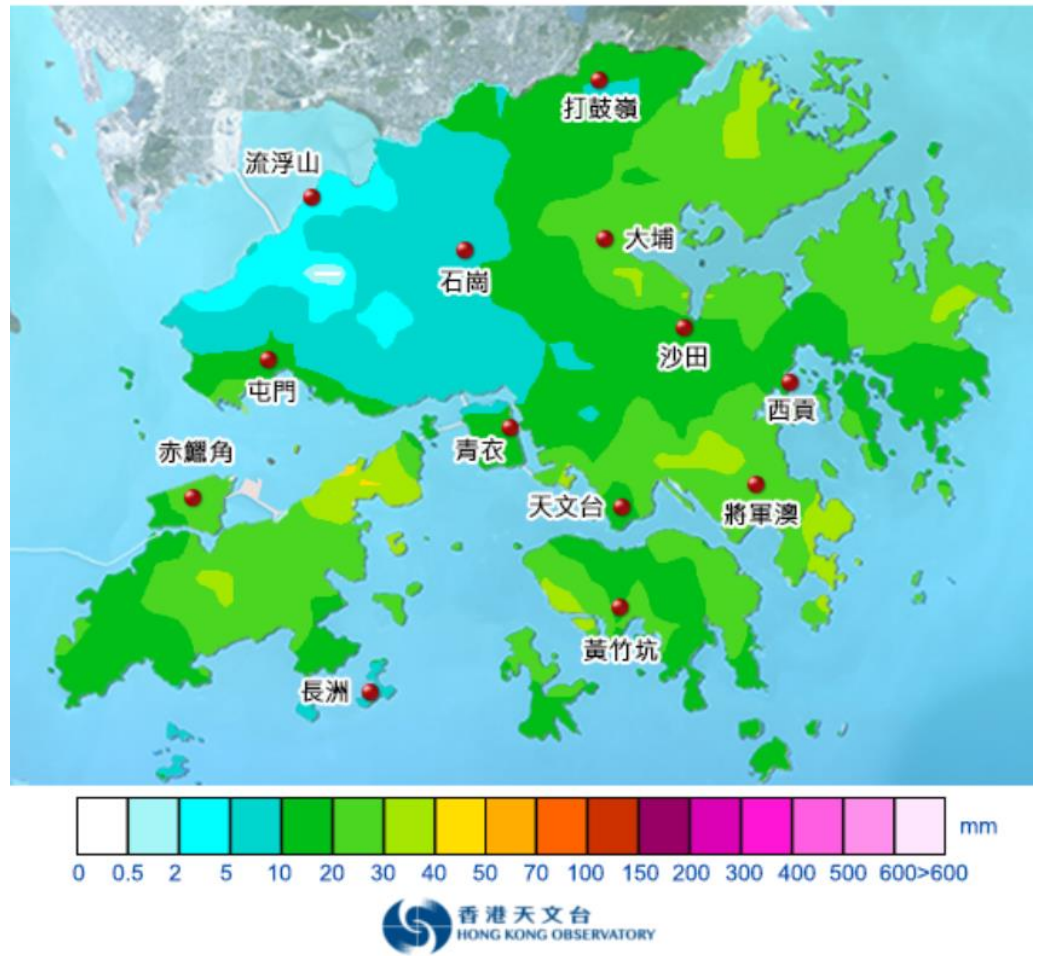 打鼓嶺
流浮山
大埔
石崗
沙田
屯門
西貢
赤鱲角
青衣
天文台
將軍澳
黃竹坑
長洲
mm
0 0.5 2 5 10 20 30 40 50 70 100 150 200 300 400 500 600>600
香港天文台
HONG KONG OBSERVATORY